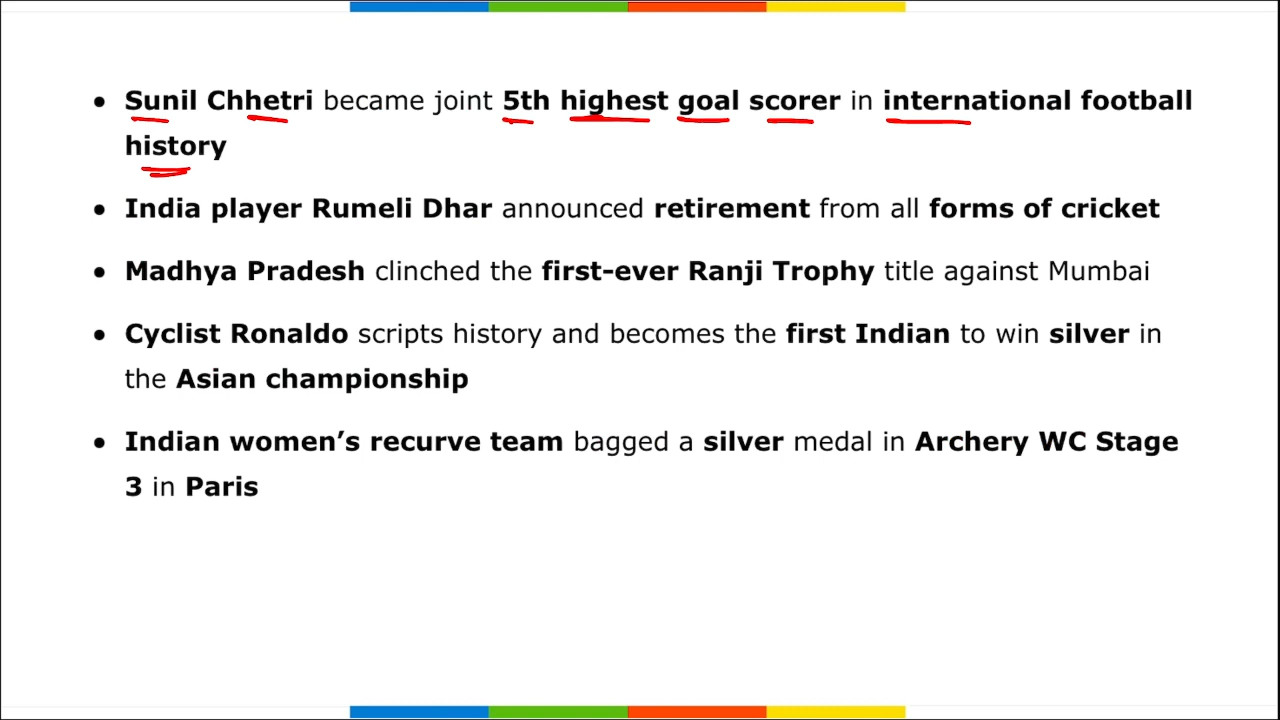 • Sunil Chhetri became joint 5th highest goal scorer in international football
history
• India player Rumeli Dhar announced retirement from all forms of cricket
• Madhya Pradesh clinched the first-ever Ranji Trophy title against Mumbai
• Cyclist Ronaldo scripts history and becomes the first Indian to win silver in
the Asian championship
• Indian women’s recurve team bagged a silver medal in Archery WC Stage
3 in Paris